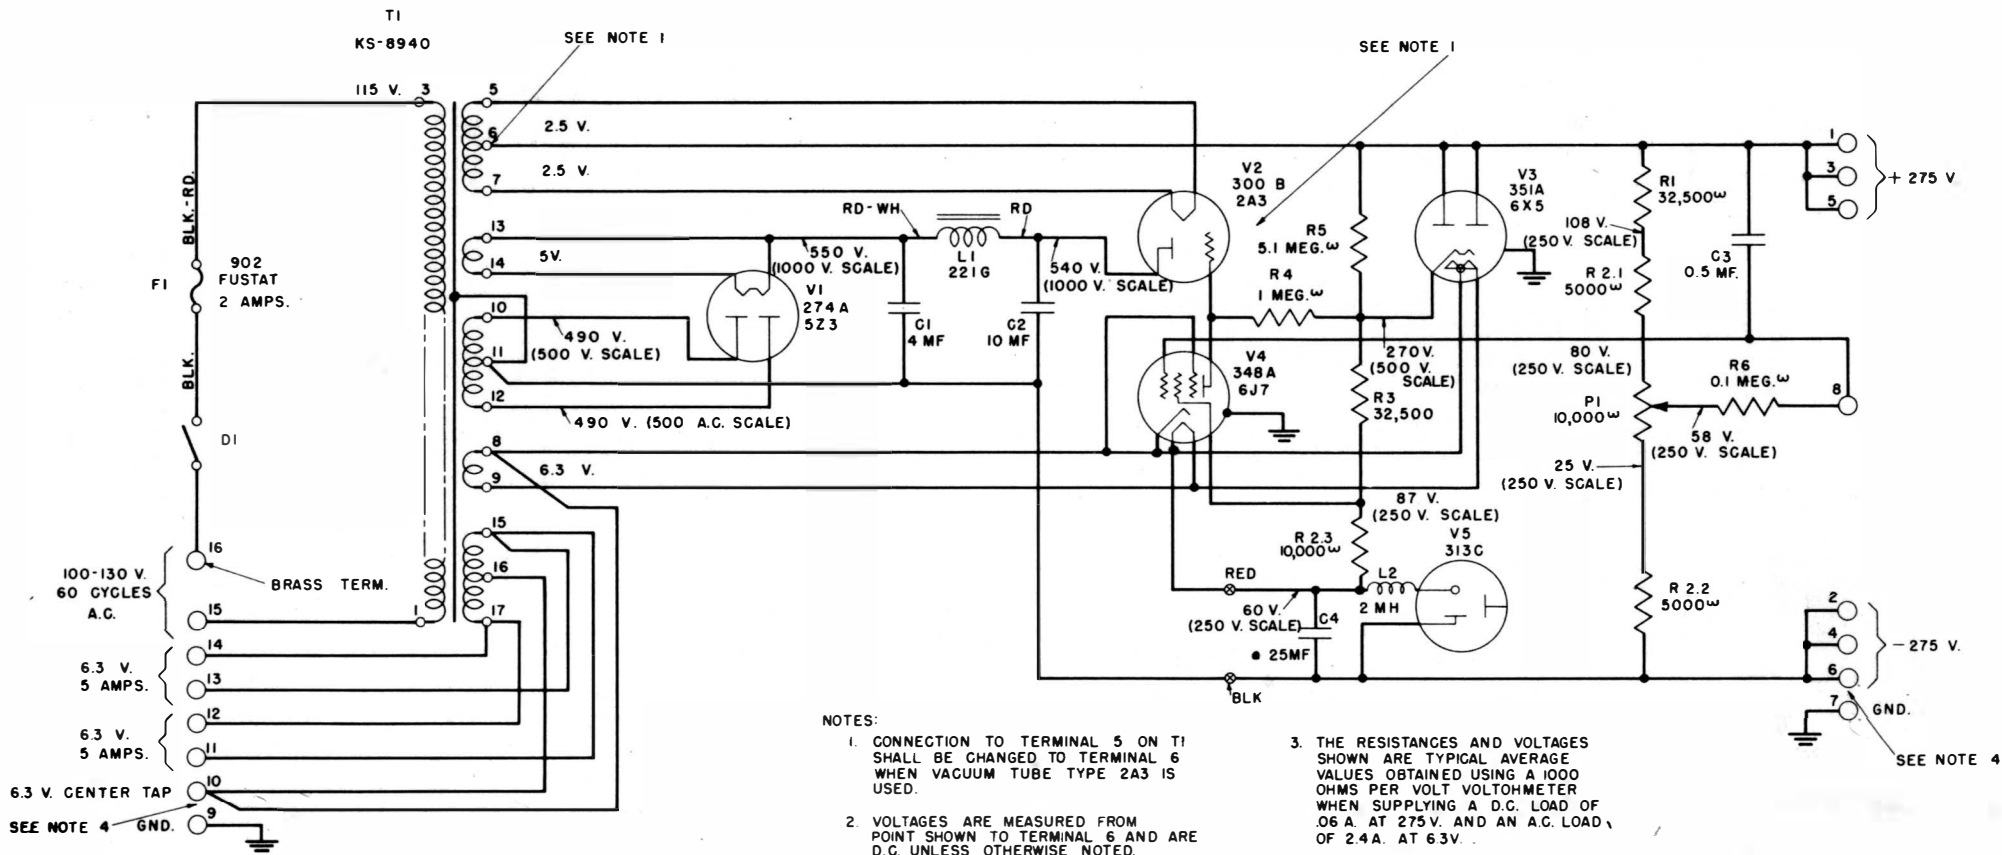 T1
KS-8940
SEE NOTE 1
SEE NOTE 1
115 V.
3
5
2.5 V.
6
2.5 V.
7
BLK.-RD.
F1
902
FUSTAT
2 AMPS.
BLK.
D1
13
5V.
14
10
490 V.
(500 V. SCALE)
11
12
490 V. (500 A.C. SCALE)
8
6.3 V.
9
15
16
17
1
RD-WH
RD
550 V.
(1000 V. SCALE)
L1
221G
540 V.
(1000 V. SCALE)
V1
274A
5Z3
C1
4 MF
C2
10 MF
V2
300 B
2A3
R5
5.1 MEG.ω
R4
1 MEG.ω
V3
351A
6X5
V4
348A
6J7
270V.
(500 V.
SCALE)
R3
32,500
87 V.
(250 V. SCALE)
R 2.3
10,000ω
V5
313C
L2
2 MH
RED
60 V.
(250 V. SCALE)
C4
25MF
BLK
R1
32,500ω
108 V.
(250 V. SCALE)
R 2.1
5000ω
C3
0.5 MF.
80 V.
(250 V. SCALE)
P1
10,000ω
R6
0.1 MEG.ω
8
58 V.
(250 V. SCALE)
25 V.
(250 V. SCALE)
R 2.2
5000ω
1
3
5
+ 275 V
2
4
6
- 275 V.
7
GND.
SEE NOTE 4
16
BRASS TERM.
100-130 V.
60 CYCLES
A.C.
15
14
6.3 V.
5 AMPS.
13
12
6.3 V.
5 AMPS.
11
10
6.3 V. CENTER TAP
9
SEE NOTE 4
GND.
NOTES:
1. CONNECTION TO TERMINAL 5 ON T1
SHALL BE CHANGED TO TERMINAL 6
WHEN VACUUM TUBE TYPE 2A3 IS
USED.
2. VOLTAGES ARE MEASURED FROM
POINT SHOWN TO TERMINAL 6 AND ARE
D.C. UNLESS OTHERWISE NOTED.
3. THE RESISTANCES AND VOLTAGES
SHOWN ARE TYPICAL AVERAGE
VALUES OBTAINED USING A 1000
OHMS PER VOLT VOLTOHMETER
WHEN SUPPLYING A D.C. LOAD OF
.06 A. AT 275 V. AND AN A.C. LOAD
OF 2.4 A. AT 6.3V.